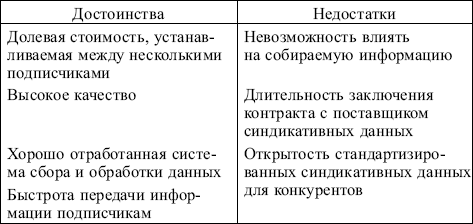 Достоинства
Недостатки
Долевая стоимость, устанав-
ливаемая между несколькими
подписчиками
Невозможность влиять
на собираемую информацию
Высокое качество
Длительность заключения
контракта с поставщиком
синдикативных данных
Хорошо отработанная систе-
ма сбора и обработки данных
Открытость стандартизиро-
ванных синдикативных данных
для конкурентов
Быстрота передачи инфор-
мации подписчикам